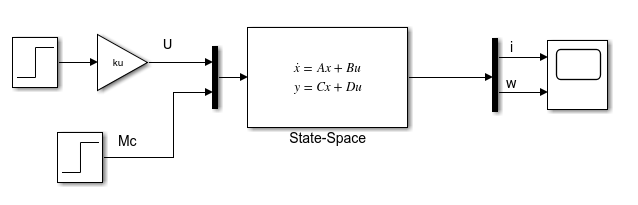 U
ku
Mc
ẋ = Ax + Bu
y = Cx + Du
State-Space
i
w